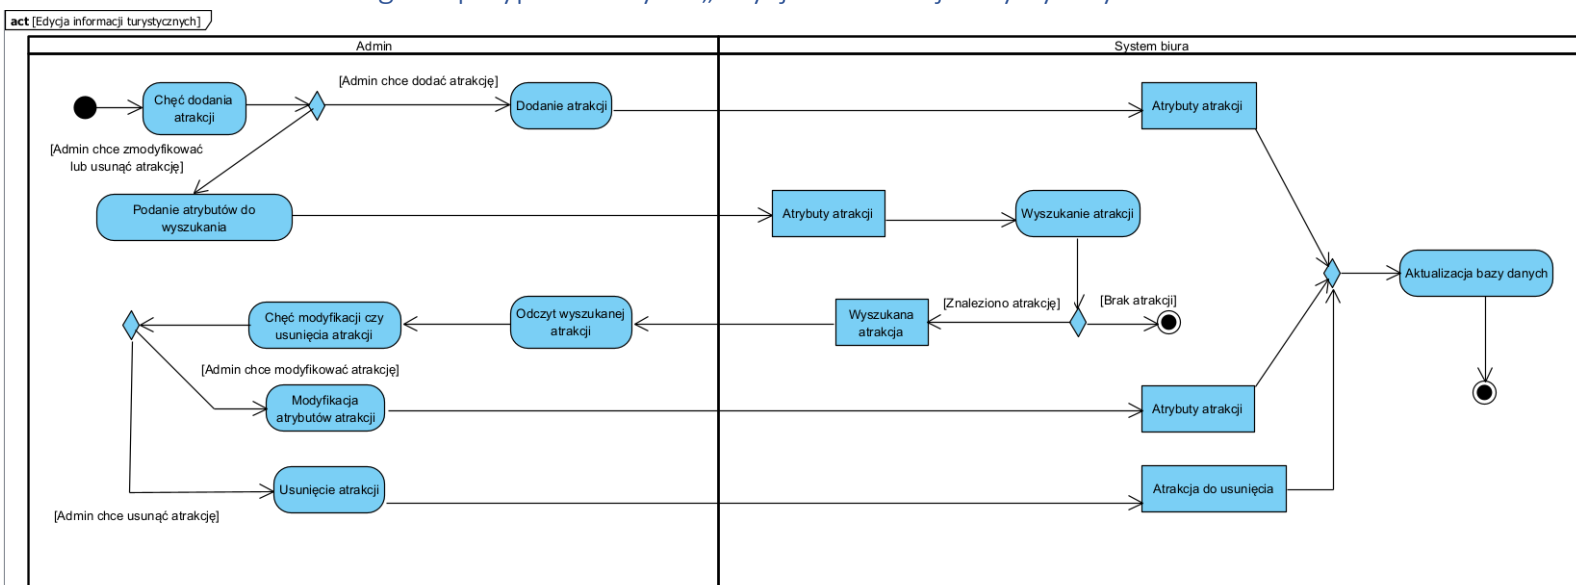 act [Edycja informacji turystycznych]
Admin
System biura
[Admin chce dodać atrakcję]
Chęć dodania
atrakcji
Dodanie atrakcji
Atrybuty atrakcji
[Admin chce zmodyfikować
lub usunąć atrakcję]
Podanie atrybutów do
wyszukania
Atrybuty atrakcji
Wyszukanie atrakcji
Aktualizacja bazy danych
[Znaleziono atrakcję]
[Brak atrakcji]
Chęć modyfikacji czy
usunięcia atrakcji
Odczyt wyszukanej
atrakcji
Wyszukana
atrakcja
[Admin chce modyfikować atrakcję]
Modyfikacja
atrybutów atrakcji
Atrybuty atrakcji
Usunięcie atrakcji
Atrakcja do usunięcia
[Admin chce usunąć atrakcję]